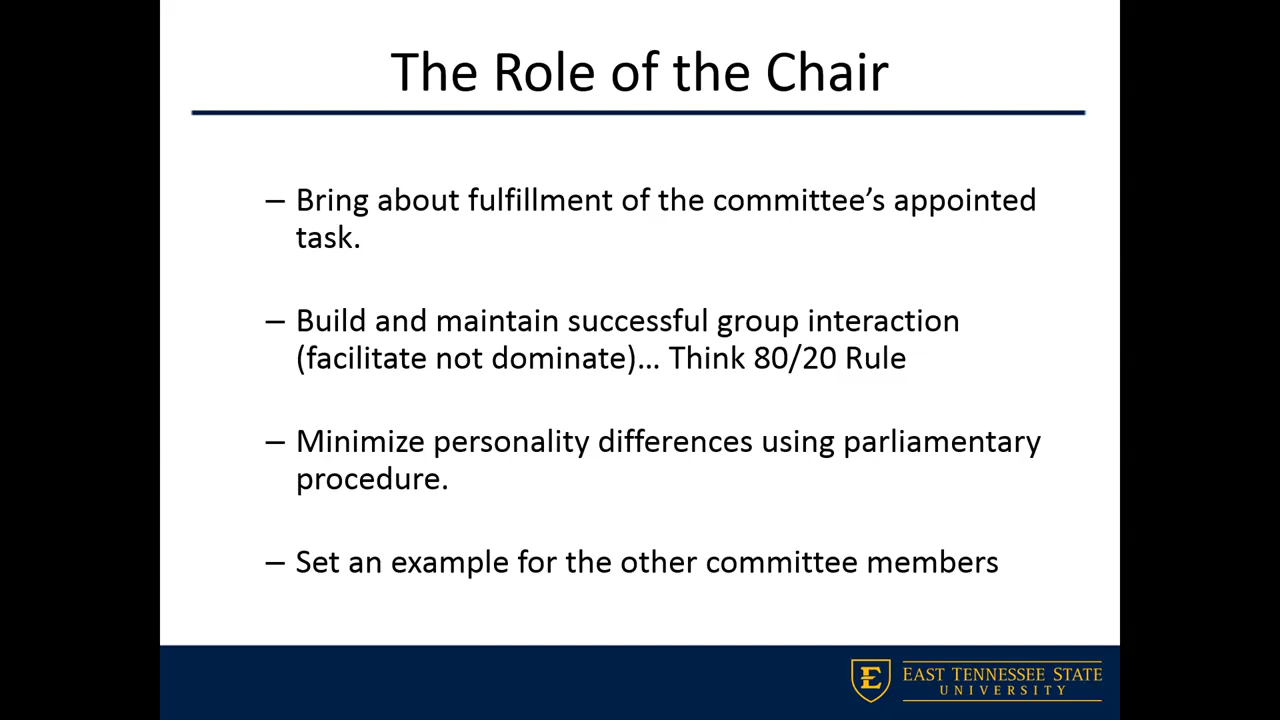 The Role of the Chair
– Bring about fulfillment of the committee’s appointed
task.
– Build and maintain successful group interaction
(facilitate not dominate)... Think 80/20 Rule
– Minimize personality differences using parliamentary
procedure.
– Set an example for the other committee members
E
EAST TENNESSEE STATE
UNIVERSITY